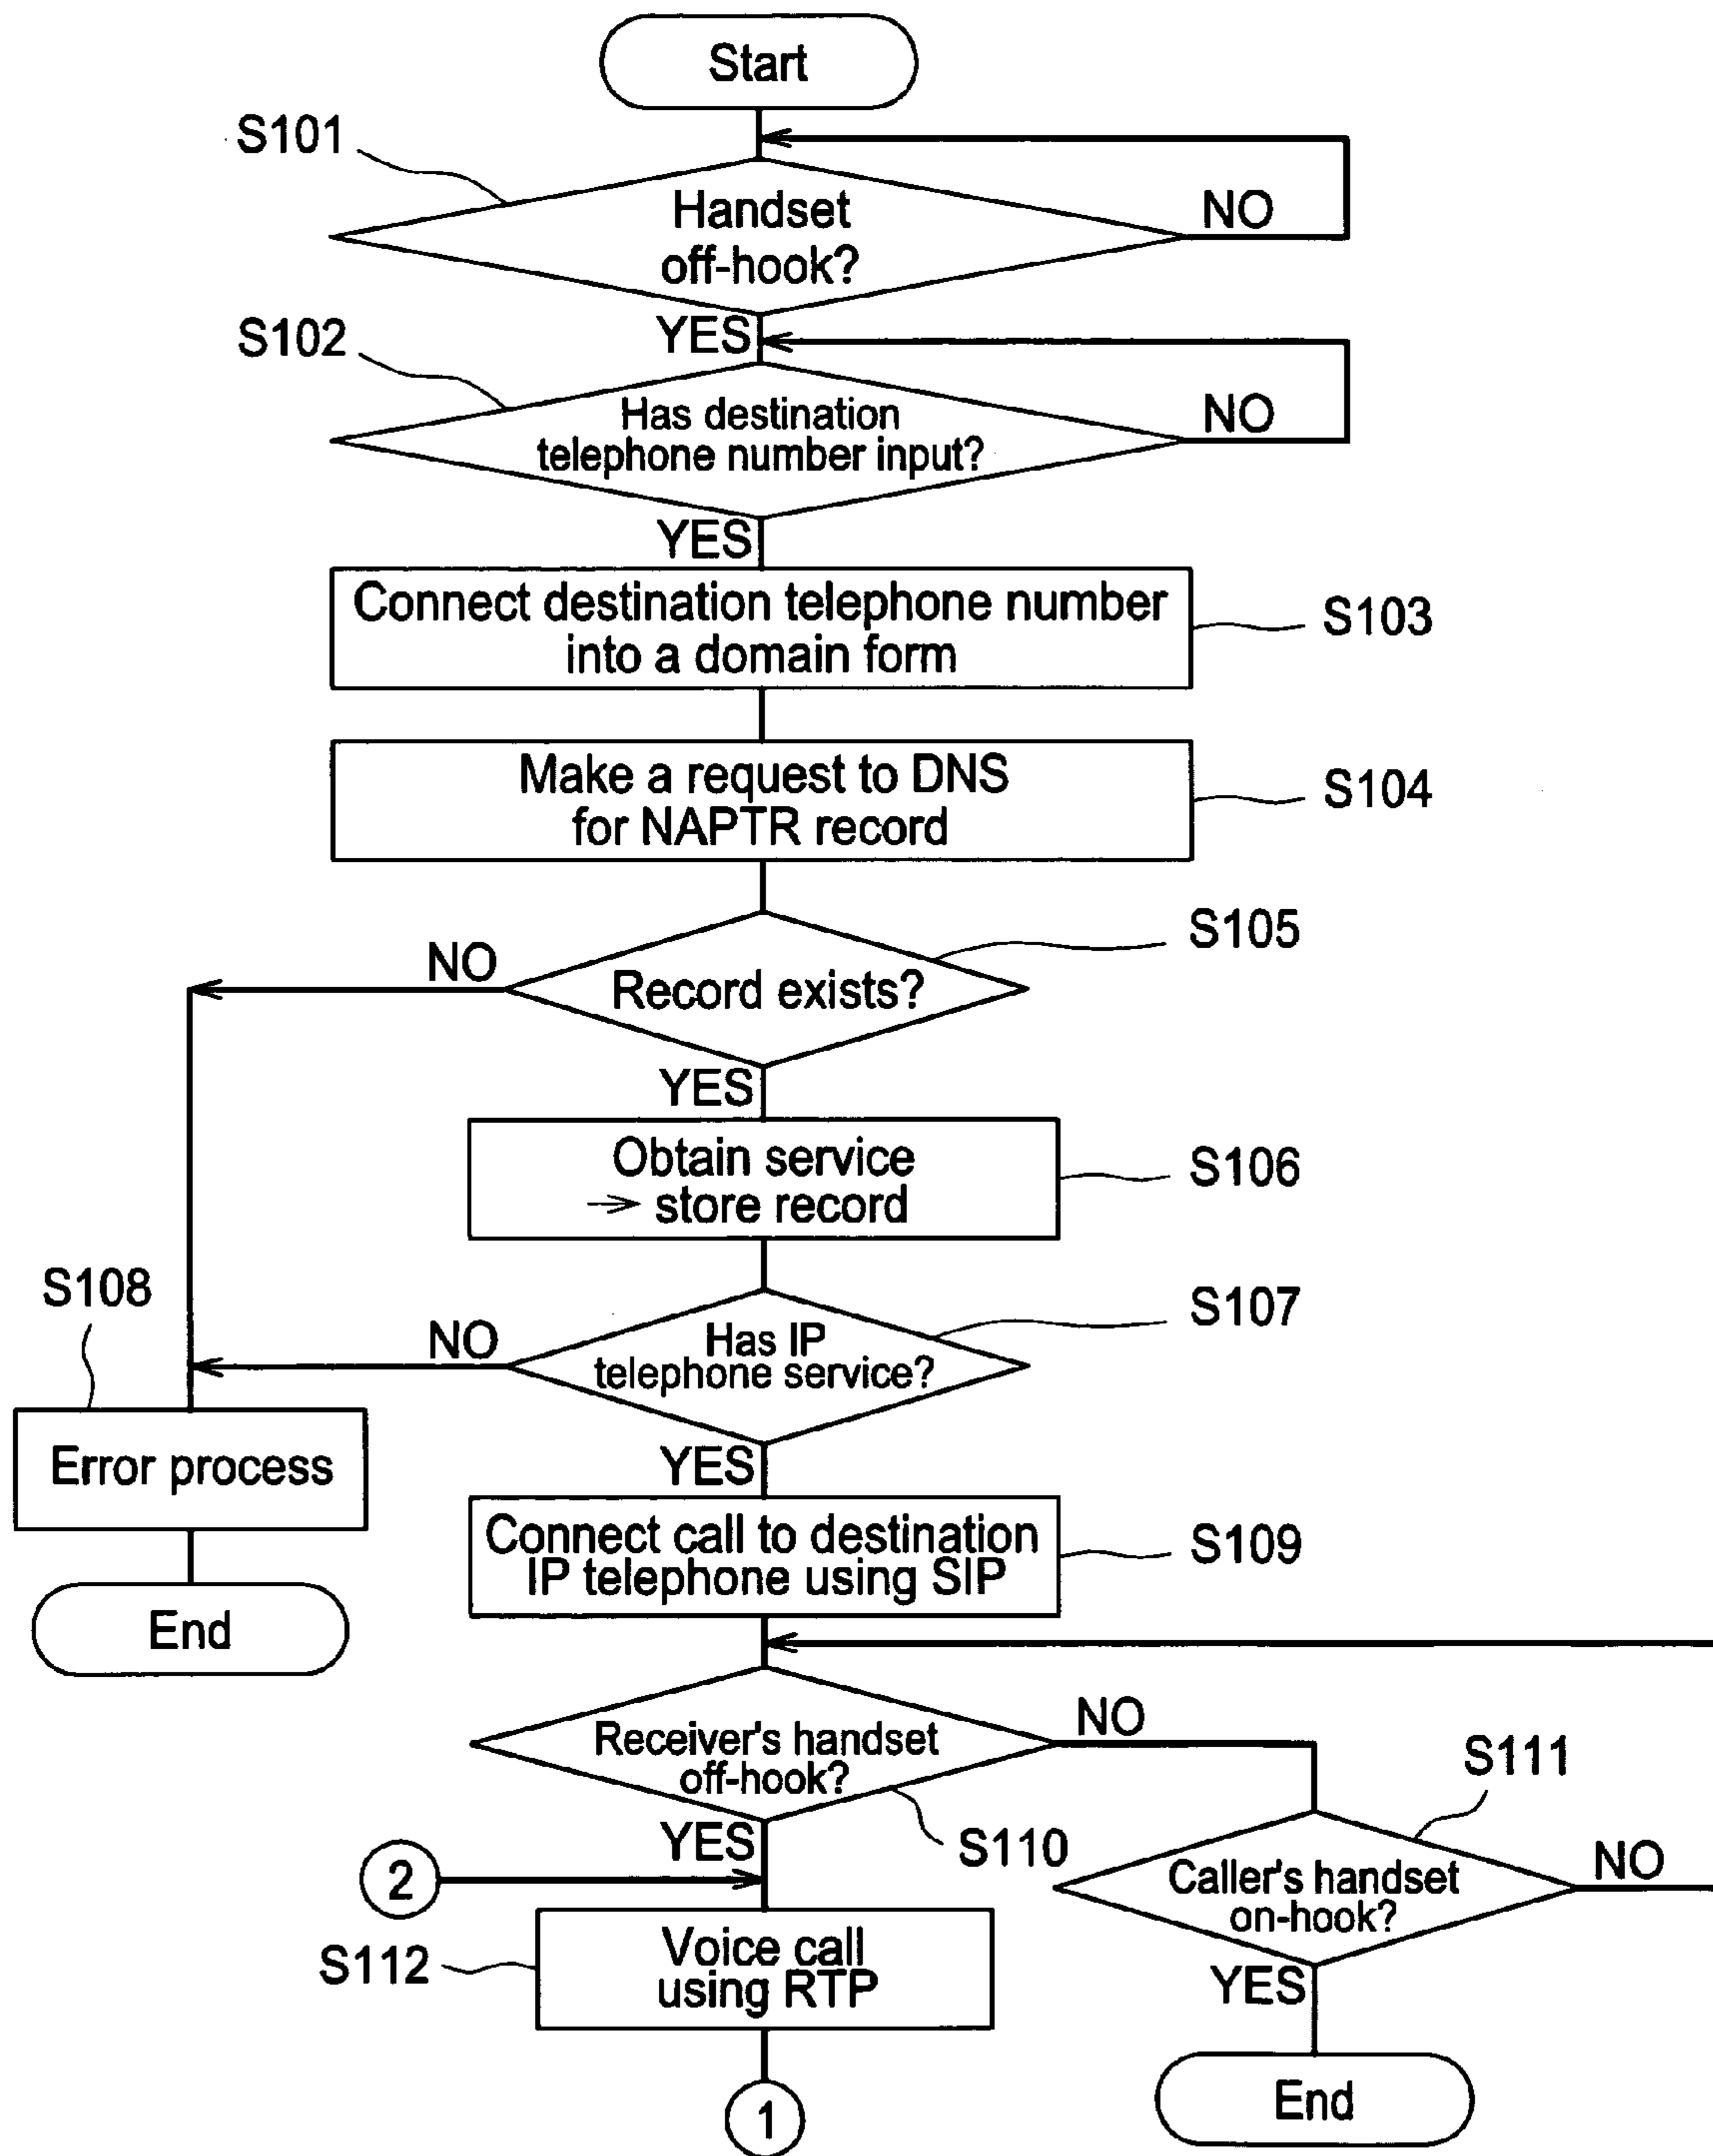 Start
S101
Handset
off-hook?
NO
YES
S102
Has destination
telephone number input?
NO
YES
Connect destination telephone number
into a domain form
S103
Make a request to DNS
for NAPTR record
S104
S105
Record exists?
NO
YES
Obtain service
→ store record
S106
S107
Has IP
telephone service?
NO
S108
Error process
End
YES
Connect call to destination
IP telephone using SIP
S109
Receiver's handset
off-hook?
NO
S110
YES
S111
Caller's handset
on-hook?
NO
YES
End
2
S112
Voice call
using RTP
1